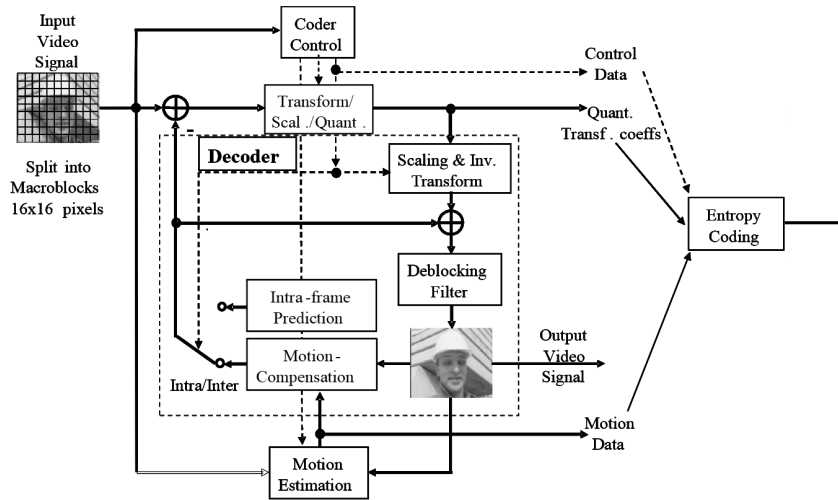 Input
Video
Signal
Coder
Control
Control
Data
Transform/
Scal ./Quant .
Quant.
Transf . coeffs
-
Decoder
Split into
Macroblocks
16x16 pixels
Scaling & Inv.
Transform
Entropy
Coding
Deblocking
Filter
Intra -frame
Prediction
Output
Video
Signal
Motion -
Compensation
Intra/Inter
Motion
Data
Motion
Estimation